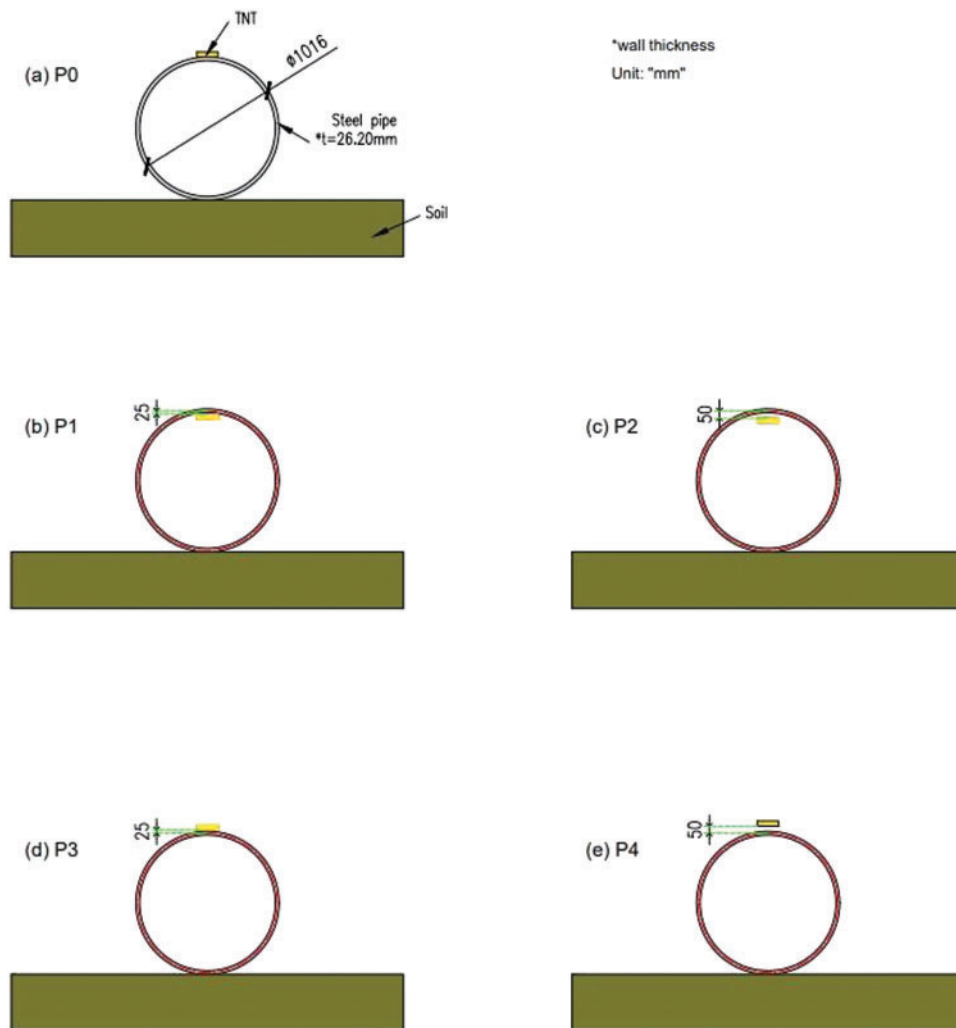 TNT
ø1016
*wall thickness
Unit: "mm"
(a) P0
Steel pipe
*t=26.20mm
Soil
25
(b) P1
50
(c) P2
25
(d) P3
50
(e) P4